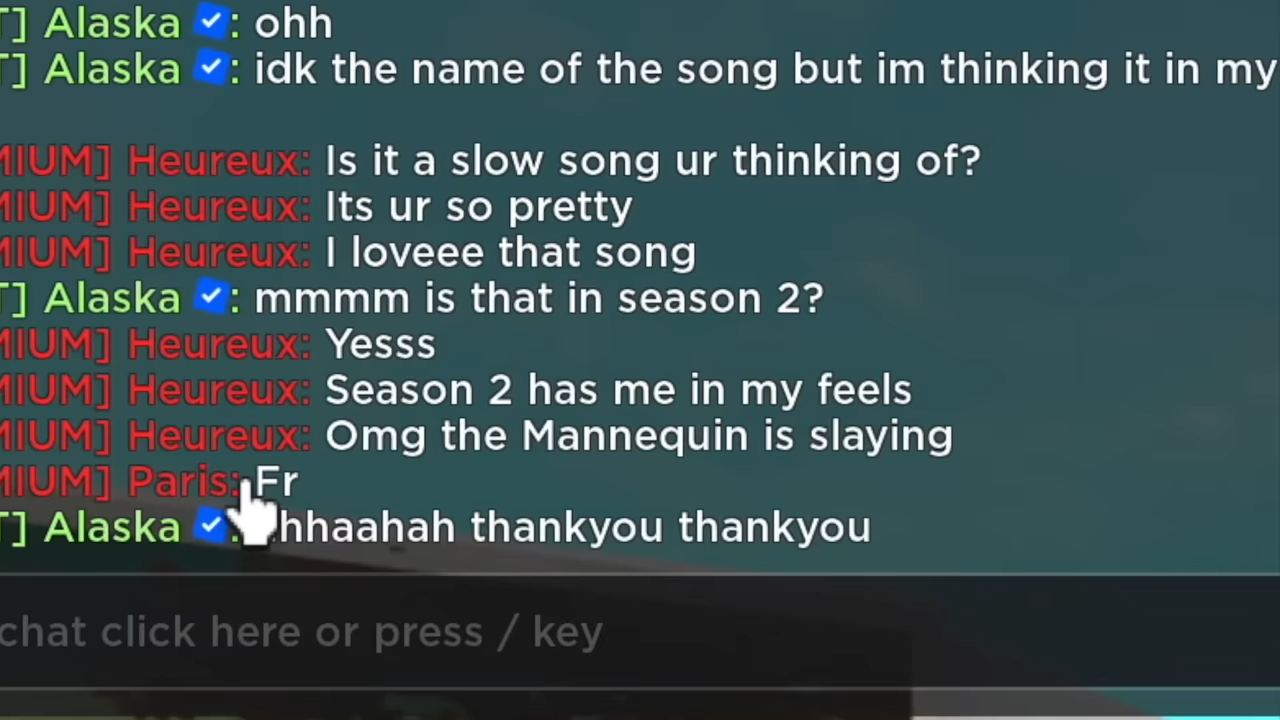 T] Alaska : ohh
T] Alaska : idk the name of the song but im thinking it in my
MIUM] Heureux: Is it a slow song ur thinking of?
MIUM] Heureux: Its ur so pretty
MIUM] Heureux: I loveee that song
T] Alaska : mmmm is that in season 2?
MIUM] Heureux: Yesss
MIUM] Heureux: Season 2 has me in my feels
MIUM] Heureux: Omg the Mannequin is slaying
MIUM] Paris: Fr
T] Alaska : hhaahah thankyou thankyou
chat click here or press / key